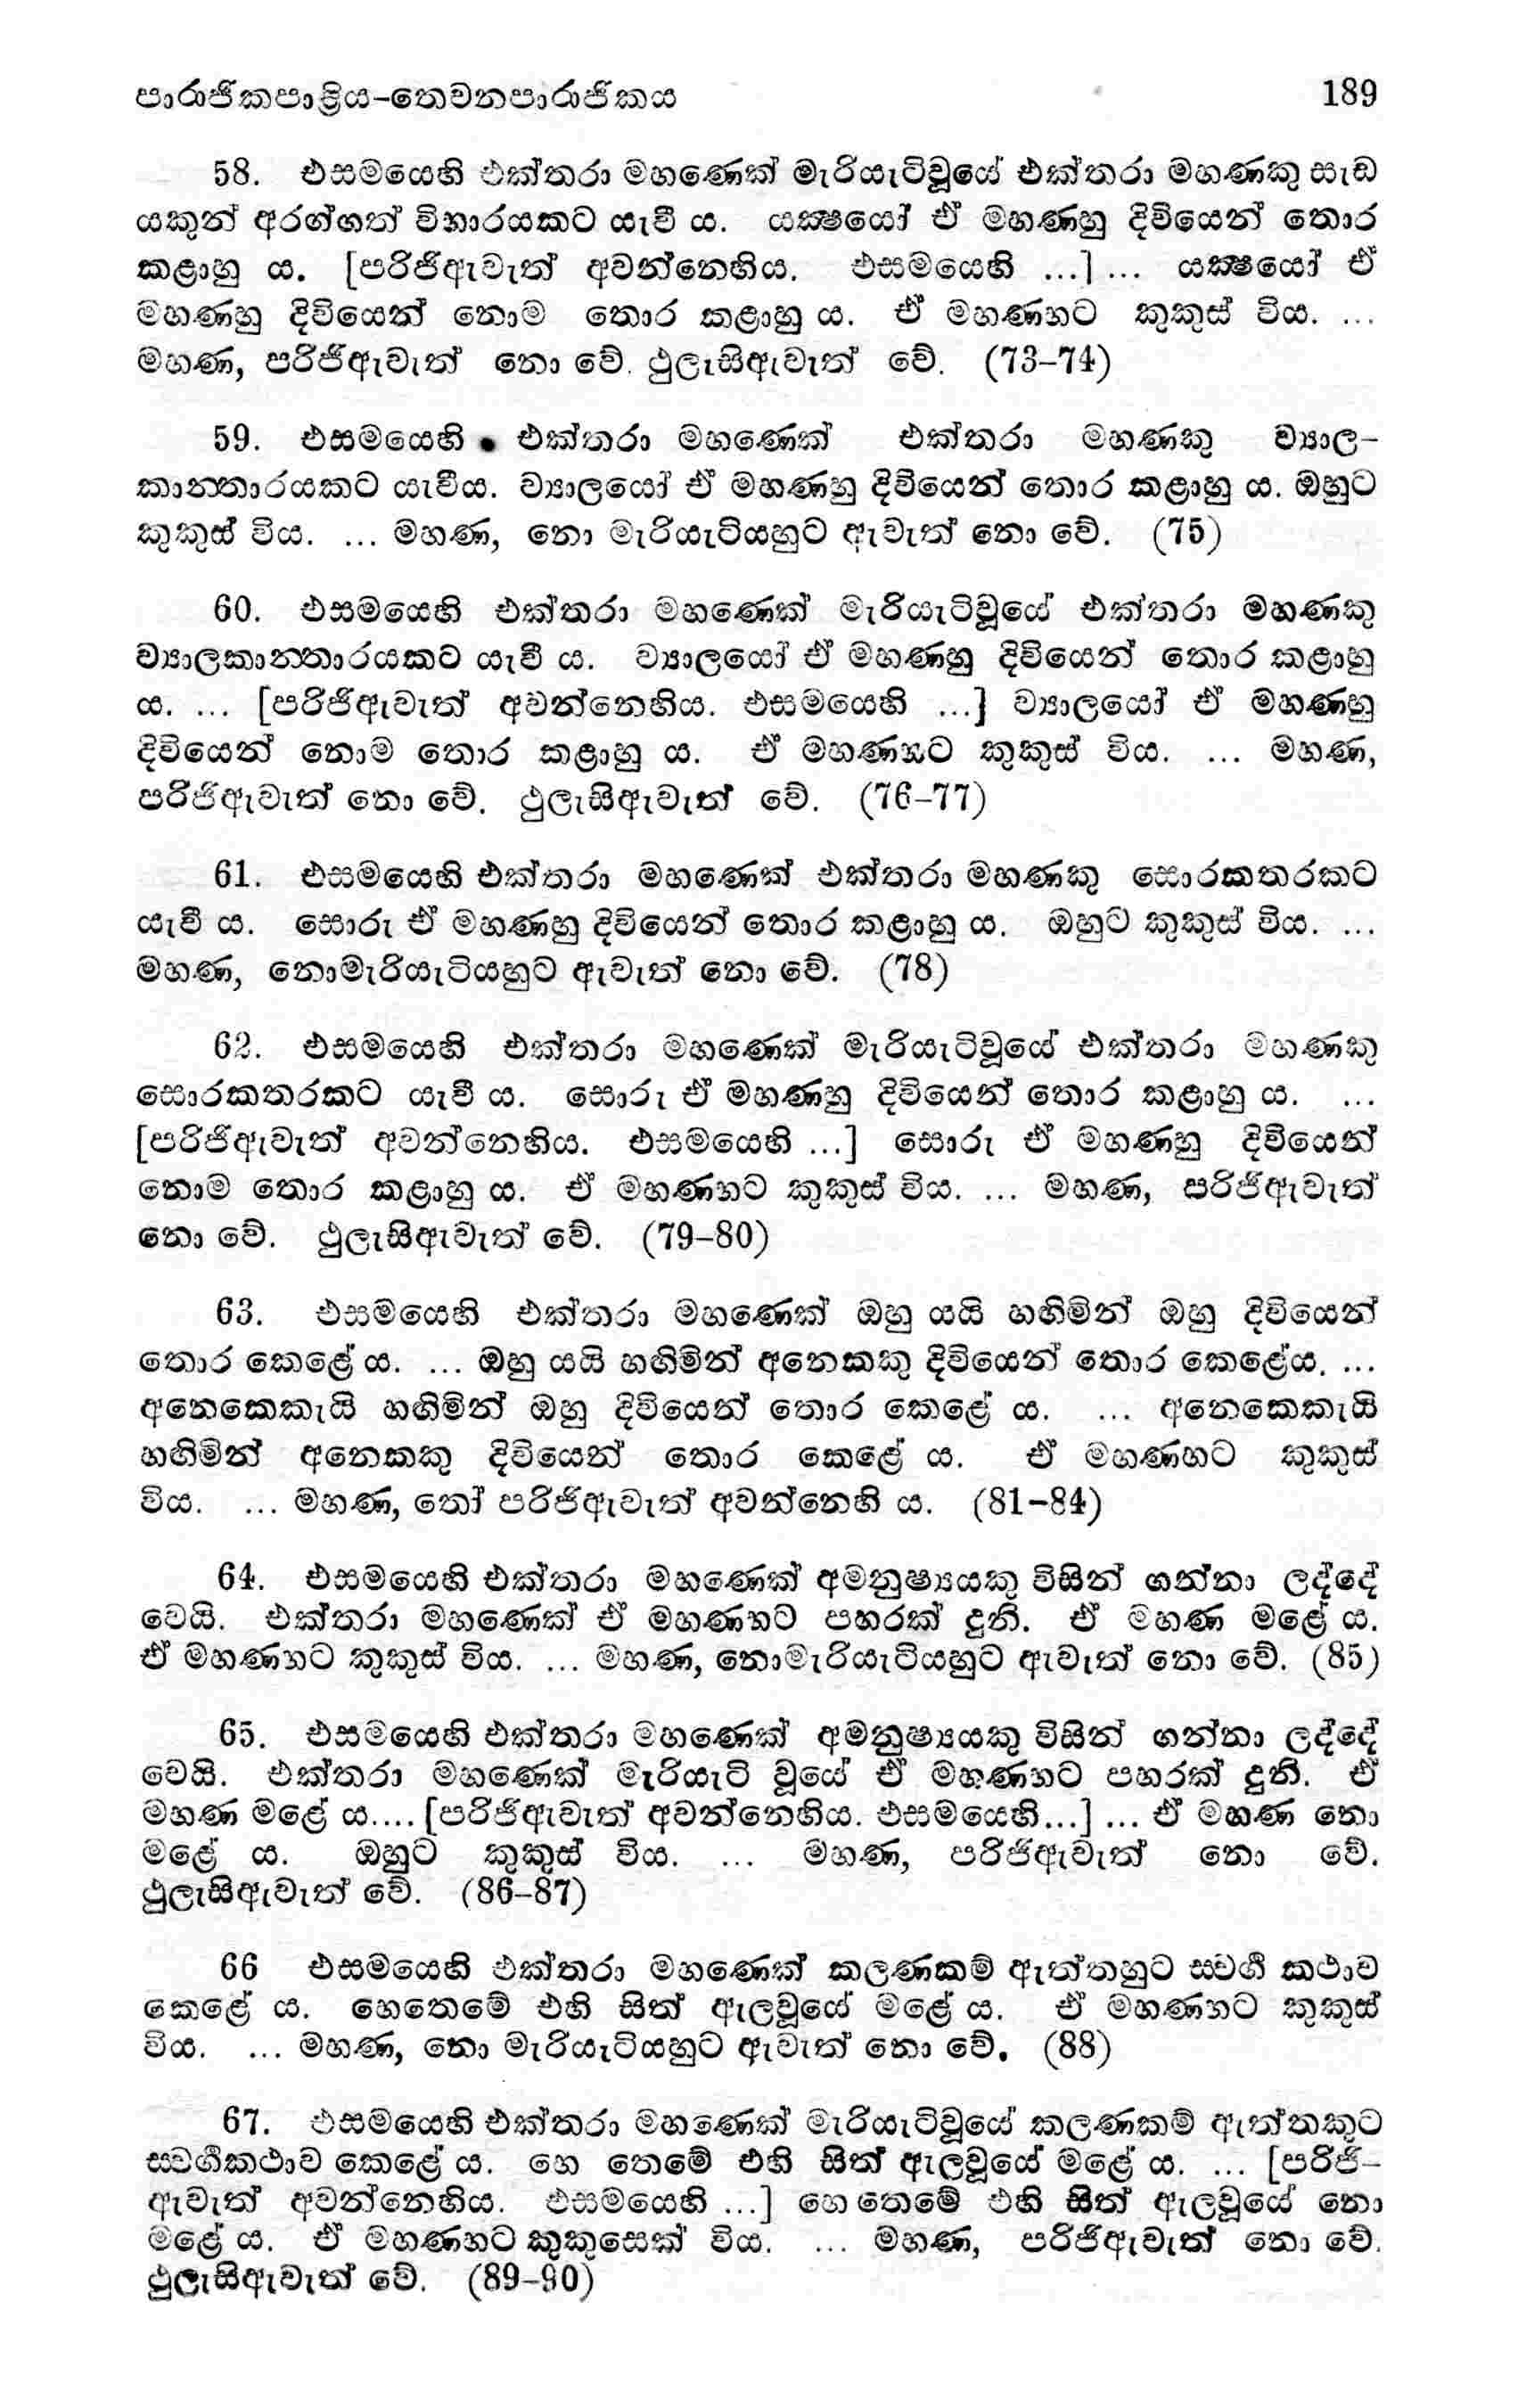 පාරාජිකපාළිය-තෙවනපාරාජිකය 189
58. එසමයෙහි එක්තරා මහණෙක් මැරියැටිවූයේ එක්තරා මහණකු සැඬ
යකුන් අරග්ගත් විහාරයකට යැවී ය. යක්‍ෂයෝ ඒ මහණහු දිවියෙන් තොර
කළාහු ය. [පරිජිඇවැත් අවන්නෙහිය. එසමයෙහි ...] ... යක්‍ෂයෝ ඒ
මහණහු දිවියෙන් නොම තොර කළාහු ය. ඒ මහණහට කුකුස් විය. ...
මහණ, පරිජිඇවැත් නො වේ. ථුලැසිඇවැත් වේ. (73-74)
59. එසමයෙහි එක්තරා මහණෙක් එක්තරා මහණකු ව්‍යාල-
කාන්තාරයකට යැවීය. ව්‍යාලයෝ ඒ මහණහු දිවියෙන් තොර කළාහු ය. ඔහුට
කුකුස් විය. ... මහණ, නො මැරියැටියහුට ඇවැත් නො වේ. (75)
60. එසමයෙහි එක්තරා මහණෙක් මැරියැටිවූයේ එක්තරා මහණකු
ව්‍යාලකාන්තාරයකට යැවී ය. ව්‍යාලයෝ ඒ මහණහු දිවියෙන් තොර කළාහු
ය. ... [පරිජිඇවැත් අවන්නෙහිය. එසමයෙහි ...] ව්‍යාලයෝ ඒ මහණහු
දිවියෙන් නොම තොර කළාහු ය. ඒ මහණහට කුකුස් විය. ... මහණ,
පරිජිඇවැත් නො වේ. ථුලැසිඇවැත් වේ. (76-77)
61. එසමයෙහි එක්තරා මහණෙක් එක්තරා මහණකු සොරකතරකට
යැවී ය. සොරු ඒ මහණහු දිවියෙන් තොර කළාහු ය. ඔහුට කුකුස් විය. ...
මහණ, නොමැරියැටියහුට ඇවැත් නො වේ. (78)
62. එසමයෙහි එක්තරා මහණෙක් මැරියැටිවූයේ එක්තරා මහණකු
සොරකතරකට යැවී ය. සොරු ඒ මහණහු දිවියෙන් තොර කළාහු ය. ...
[පරිජිඇවැත් අවන්නෙහිය. එසමයෙහි ...] සොරු ඒ මහණහු දිවියෙන්
නොම තොර කළාහු ය. ඒ මහණහට කුකුස් විය. ... මහණ, පරිජිඇවැත්
නො වේ. ථුලැසිඇවැත් වේ. (79-80)
63. එසමයෙහි එක්තරා මහණෙක් ඔහු යයි හඟිමින් ඔහු දිවියෙන්
තොර කෙළේ ය. ... ඔහු යයි හඟිමින් අනෙකකු දිවියෙන් තොර කෙළේය. ...
අනෙකෙකැයි හඟිමින් ඔහු දිවියෙන් තොර කෙළේ ය. ... අනෙකෙකැයි
හඟිමින් අනෙකකු දිවියෙන් තොර කෙළේ ය. ඒ මහණහට කුකුස්
විය. ... මහණ, තෝ පරිජිඇවැත් අවන්නෙහි ය. (81-84)
64. එසමයෙහි එක්තරා මහණෙක් අමනුෂ්‍යයකු විසින් ගන්නා ලද්දේ
වෙයි. එක්තරා මහණෙක් ඒ මහණහට පහරක් දුනි. ඒ මහණ මළේ ය.
ඒ මහණහට කුකුස් විය. ... මහණ, නොමැරියැටියහුට ඇවැත් නො වේ. (85)
65. එසමයෙහි එක්තරා මහණෙක් අමනුෂ්‍යයකු විසින් ගන්නා ලද්දේ
වෙයි. එක්තරා මහණෙක් මැරියැටි වූයේ ඒ මහණහට පහරක් දුනි. ඒ
මහණ මළේ ය.... [පරිජිඇවැත් අවන්නෙහිය. එසමයෙහි...] ... ඒ මහණ නො
මළේ ය. ඔහුට කුකුස් විය. ... මහණ, පරිජිඇවැත් නො වේ.
ථුලැසිඇවැත් වේ. (86-87)
66 එසමයෙහි එක්තරා මහණෙක් කලණකම් ඇත්තහුට ස්වර්‍ග කථාව
කෙළේ ය. හෙතෙමේ එහි සිත් ඇලවූයේ මළේ ය. ඒ මහණහට කුකුස්
විය. ... මහණ, නො මැරියැටියහුට ඇවැත් නො වේ. (88)
67. එසමයෙහි එක්තරා මහණෙක් මැරියැටිවූයේ කලණකම් ඇත්තකුට
ස්වර්‍ගකථාව කෙළේ ය. හෙ තෙමේ එහි සිත් ඇලවූයේ මළේ ය. ... [පරිජි-
ඇවැත් අවන්නෙහිය. එසමයෙහි ...] හෙ තෙමේ එහි සිත් ඇලවූයේ නො
මළේ ය. ඒ මහණහට කුකුසෙක් විය. ... මහණ, පරිජිඇවැත් නො වේ.
ථුලැසිඇවැත් වේ. (89-90)